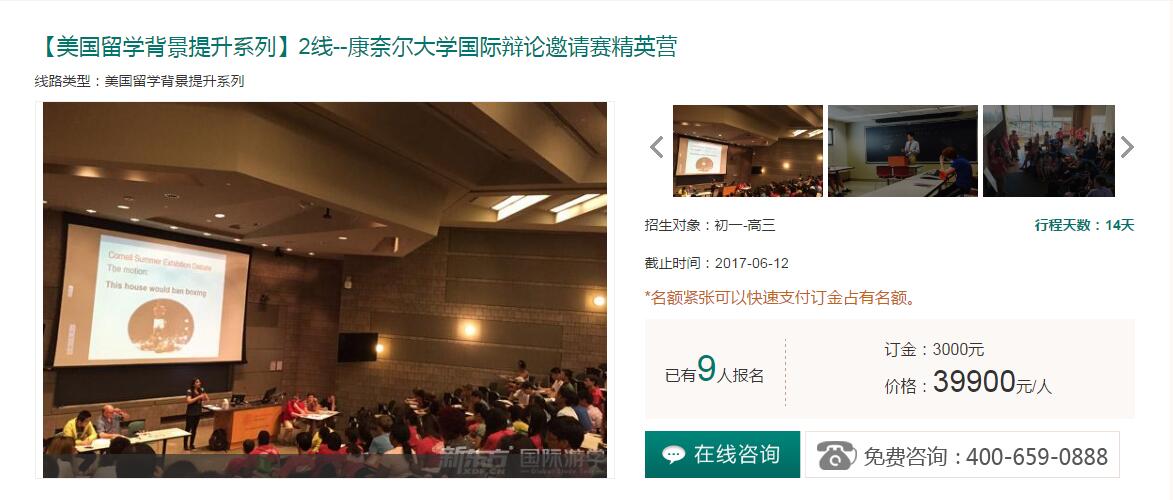 【美国留学背景提升系列】2线--康奈尔大学国际辩论邀请赛精英营
线路类型：美国留学背景提升系列
Cornell Summer Exhibition Debate
The motion:
This house would ban boxing
新东方 国际游学
XDF.CN
招生对象：初一-高三
行程天数：14天
截止时间：2017-06-12
*名额紧张可以快速支付订金占有名额。
已有9人报名
订金：3000元
价格：39900元/人
在线咨询
免费咨询：400-659-0888